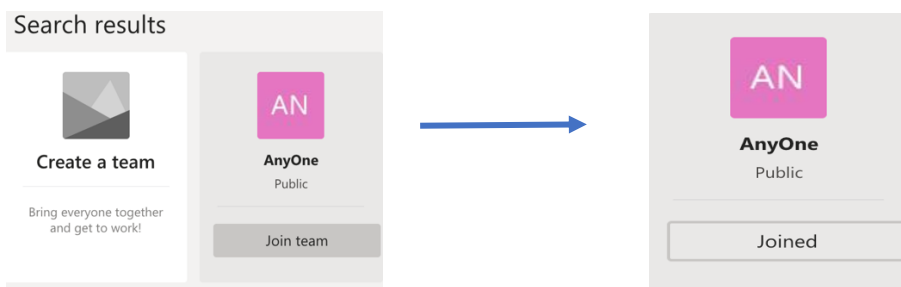 Search results
Create a team
Bring everyone together
and get to work!
AN
AnyOne
Public
Join team
AN
AnyOne
Public
Joined